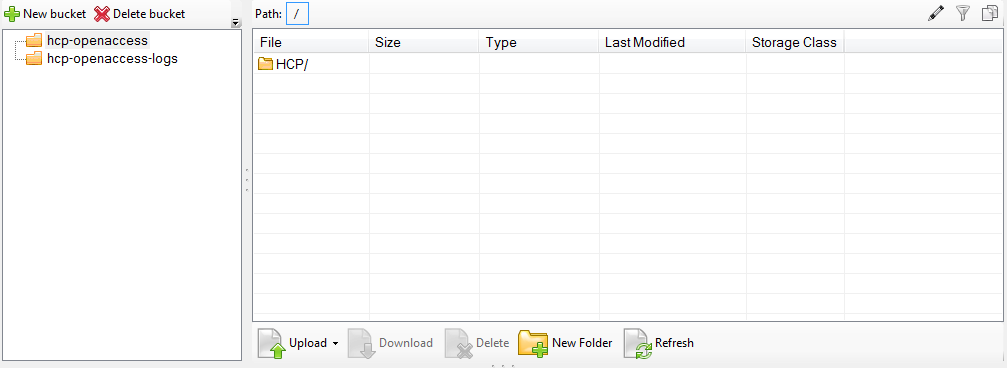 New bucket Delete bucket
Path: /
hcp-openaccess
hcp-openaccess-logs
File Size Type Last Modified Storage Class
HCP/
Upload Download Delete New Folder Refresh